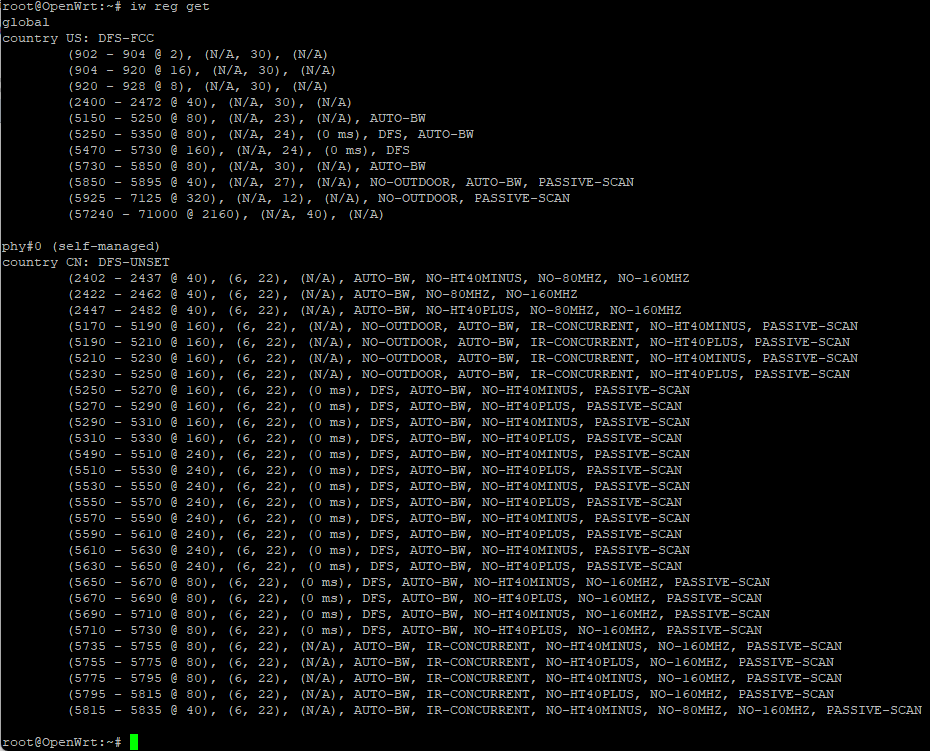 root@OpenWrt:~# iw reg get
global
country US: DFS-FCC
(902 - 904 @ 2), (N/A, 30), (N/A)
(904 - 920 @ 16), (N/A, 30), (N/A)
(920 - 928 @ 8), (N/A, 30), (N/A)
(2400 - 2472 @ 40), (N/A, 30), (N/A)
(5150 - 5250 @ 80), (N/A, 23), (N/A), AUTO-BW
(5250 - 5350 @ 80), (N/A, 24), (0 ms), DFS, AUTO-BW
(5470 - 5730 @ 160), (N/A, 24), (0 ms), DFS
(5730 - 5850 @ 80), (N/A, 30), (N/A), AUTO-BW
(5850 - 5895 @ 40), (N/A, 27), (N/A), NO-OUTDOOR, AUTO-BW, PASSIVE-SCAN
(5925 - 7125 @ 320), (N/A, 12), (N/A), NO-OUTDOOR, PASSIVE-SCAN
(57240 - 71000 @ 2160), (N/A, 40), (N/A)
phy#0 (self-managed)
country CN: DFS-UNSET
(2402 - 2437 @ 40), (6, 22), (N/A), AUTO-BW, NO-HT40MINUS, NO-80MHZ, NO-160MHZ
(2422 - 2462 @ 40), (6, 22), (N/A), AUTO-BW, NO-80MHZ, NO-160MHZ
(2447 - 2482 @ 40), (6, 22), (N/A), AUTO-BW, NO-HT40PLUS, NO-80MHZ, NO-160MHZ
(5170 - 5190 @ 160), (6, 22), (N/A), NO-OUTDOOR, AUTO-BW, IR-CONCURRENT, NO-HT40MINUS, PASSIVE-SCAN
(5190 - 5210 @ 160), (6, 22), (N/A), NO-OUTDOOR, AUTO-BW, IR-CONCURRENT, NO-HT40PLUS, PASSIVE-SCAN
(5210 - 5230 @ 160), (6, 22), (N/A), NO-OUTDOOR, AUTO-BW, IR-CONCURRENT, NO-HT40MINUS, PASSIVE-SCAN
(5230 - 5250 @ 160), (6, 22), (N/A), NO-OUTDOOR, AUTO-BW, IR-CONCURRENT, NO-HT40PLUS, PASSIVE-SCAN
(5250 - 5270 @ 160), (6, 22), (0 ms), DFS, AUTO-BW, NO-HT40MINUS, PASSIVE-SCAN
(5270 - 5290 @ 160), (6, 22), (0 ms), DFS, AUTO-BW, NO-HT40PLUS, PASSIVE-SCAN
(5290 - 5310 @ 160), (6, 22), (0 ms), DFS, AUTO-BW, NO-HT40MINUS, PASSIVE-SCAN
(5310 - 5330 @ 160), (6, 22), (0 ms), DFS, AUTO-BW, NO-HT40PLUS, PASSIVE-SCAN
(5490 - 5510 @ 240), (6, 22), (0 ms), DFS, AUTO-BW, NO-HT40MINUS, PASSIVE-SCAN
(5510 - 5530 @ 240), (6, 22), (0 ms), DFS, AUTO-BW, NO-HT40PLUS, PASSIVE-SCAN
(5530 - 5550 @ 240), (6, 22), (0 ms), DFS, AUTO-BW, NO-HT40MINUS, PASSIVE-SCAN
(5550 - 5570 @ 240), (6, 22), (0 ms), DFS, AUTO-BW, NO-HT40PLUS, PASSIVE-SCAN
(5570 - 5590 @ 240), (6, 22), (0 ms), DFS, AUTO-BW, NO-HT40MINUS, PASSIVE-SCAN
(5590 - 5610 @ 240), (6, 22), (0 ms), DFS, AUTO-BW, NO-HT40PLUS, PASSIVE-SCAN
(5610 - 5630 @ 240), (6, 22), (0 ms), DFS, AUTO-BW, NO-HT40MINUS, PASSIVE-SCAN
(5630 - 5650 @ 240), (6, 22), (0 ms), DFS, AUTO-BW, NO-HT40PLUS, PASSIVE-SCAN
(5650 - 5670 @ 80), (6, 22), (0 ms), DFS, AUTO-BW, NO-HT40MINUS, NO-160MHZ, PASSIVE-SCAN
(5670 - 5690 @ 80), (6, 22), (0 ms), DFS, AUTO-BW, NO-HT40PLUS, NO-160MHZ, PASSIVE-SCAN
(5690 - 5710 @ 80), (6, 22), (0 ms), DFS, AUTO-BW, NO-HT40MINUS, NO-160MHZ, PASSIVE-SCAN
(5710 - 5730 @ 80), (6, 22), (0 ms), DFS, AUTO-BW, NO-HT40PLUS, NO-160MHZ, PASSIVE-SCAN
(5735 - 5755 @ 80), (6, 22), (N/A), AUTO-BW, IR-CONCURRENT, NO-HT40MINUS, NO-160MHZ, PASSIVE-SCAN
(5755 - 5775 @ 80), (6, 22), (N/A), AUTO-BW, IR-CONCURRENT, NO-HT40PLUS, NO-160MHZ, PASSIVE-SCAN
(5775 - 5795 @ 80), (6, 22), (N/A), AUTO-BW, IR-CONCURRENT, NO-HT40MINUS, NO-160MHZ, PASSIVE-SCAN
(5795 - 5815 @ 80), (6, 22), (N/A), AUTO-BW, IR-CONCURRENT, NO-HT40PLUS, NO-160MHZ, PASSIVE-SCAN
(5815 - 5835 @ 40), (6, 22), (N/A), AUTO-BW, IR-CONCURRENT, NO-HT40MINUS, NO-80MHZ, NO-160MHZ, PASSIVE-SCAN
root@OpenWrt:~#